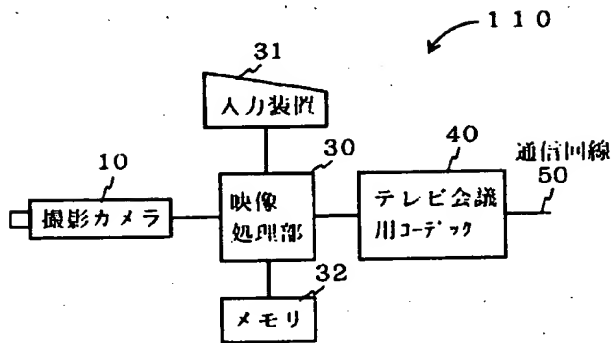 110
31
入力装置
10
撮影カメラ
30
映像
処理部
40
テレビ会議
用コーデック
通信回線
50
32
メモリ